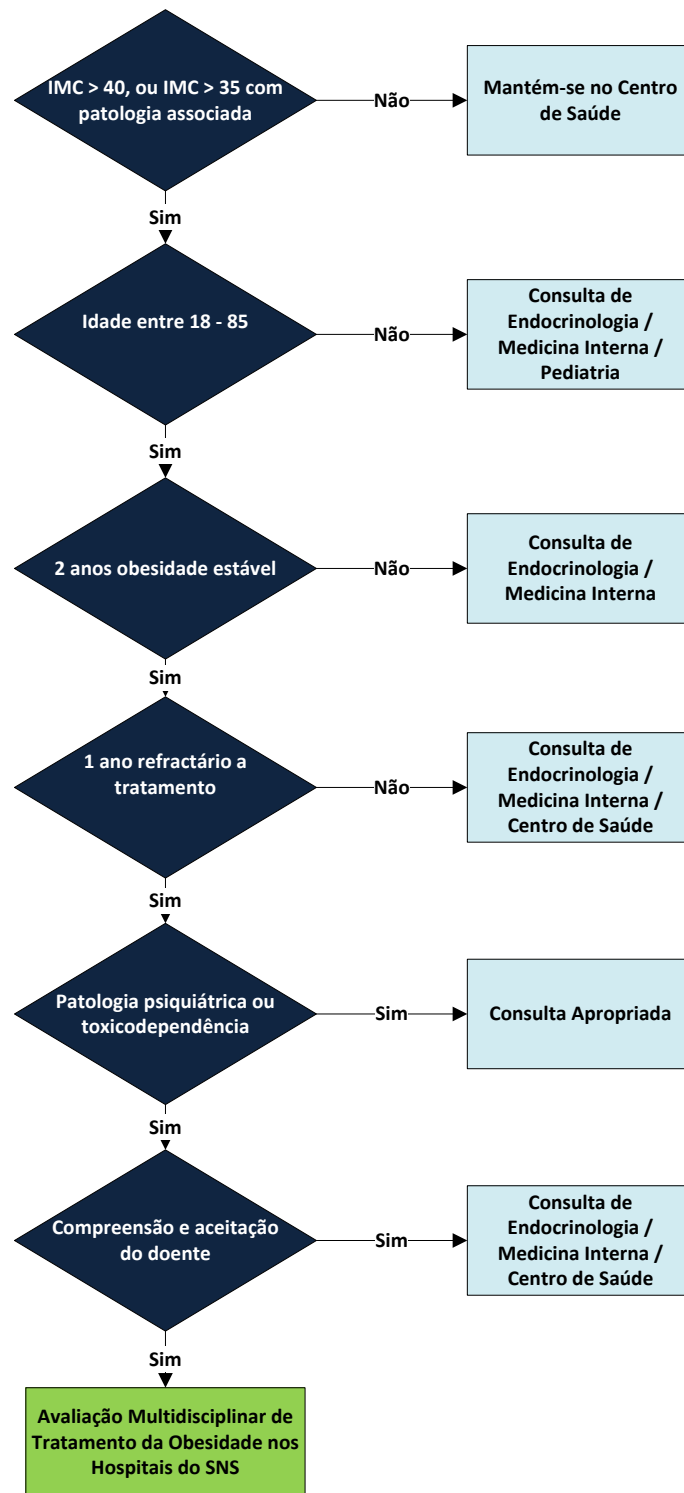 IMC > 40, ou IMC > 35 com
patologia associada
Não
Mantém-se no Centro
de Saúde
Sim
Idade entre 18 - 85
Não
Consulta de
Endocrinologia /
Medicina Interna /
Pediatria
Sim
2 anos obesidade estável
Não
Consulta de
Endocrinologia /
Medicina Interna
Sim
1 ano refractário a
tratamento
Não
Consulta de
Endocrinologia /
Medicina Interna /
Centro de Saúde
Sim
Patologia psiquiátrica ou
toxicodependência
Sim
Consulta Apropriada
Sim
Compreensão e aceitação
do doente
Sim
Consulta de
Endocrinologia /
Medicina Interna /
Centro de Saúde
Sim
Avaliação Multidisciplinar de
Tratamento da Obesidade nos
Hospitais do SNS